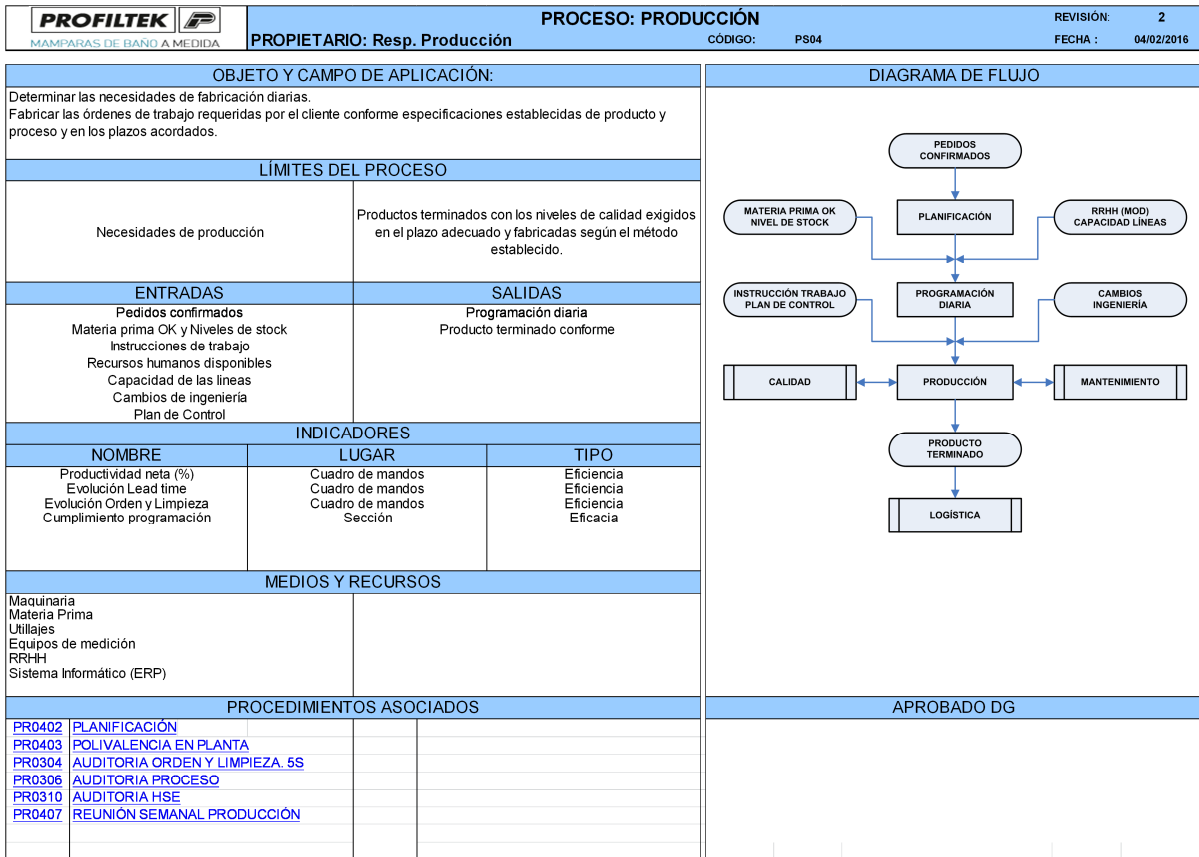 PROFILTEK
MAMPARAS DE BAÑO A MEDIDA
PROCESO: PRODUCCIÓN
PROPIETARIO: Resp. Producción
CÓDIGO: PS04
REVISIÓN: 2
FECHA : 04/02/2016
OBJETO Y CAMPO DE APLICACIÓN:
Determinar las necesidades de fabricación diarias.
Fabricar las órdenes de trabajo requeridas por el cliente conforme especificaciones establecidas de producto y
proceso y en los plazos acordados.
LÍMITES DEL PROCESO
Necesidades de producción
Productos terminados con los niveles de calidad exigidos
en el plazo adecuado y fabricadas según el método
establecido.
ENTRADAS
Pedidos confirmados
Materia prima OK y Niveles de stock
Instrucciones de trabajo
Recursos humanos disponibles
Capacidad de las lineas
Cambios de ingeniería
Plan de Control
SALIDAS
Programación diaria
Producto terminado conforme
INDICADORES
NOMBRE LUGAR TIPO
Productividad neta (%) Cuadro de mandos Eficiencia
Evolución Lead time Cuadro de mandos Eficiencia
Evolución Orden y Limpieza Cuadro de mandos Eficiencia
Cumplimiento programación Sección Eficacia
MEDIOS Y RECURSOS
Maquinaria
Materia Prima
Utillajes
Equipos de medición
RRHH
Sistema Informático (ERP)
PROCEDIMIENTOS ASOCIADOS
PR0402 PLANIFICACIÓN
PR0403 POLIVALENCIA EN PLANTA
PR0304 AUDITORIA ORDEN Y LIMPIEZA. 5S
PR0306 AUDITORIA PROCESO
PR0310 AUDITORIA HSE
PR0407 REUNIÓN SEMANAL PRODUCCIÓN
DIAGRAMA DE FLUJO
PEDIDOS
CONFIRMADOS
MATERIA PRIMA OK
NIVEL DE STOCK
PLANIFICACIÓN
RRHH (MOD)
CAPACIDAD LÍNEAS
INSTRUCCIÓN TRABAJO
PLAN DE CONTROL
PROGRAMACIÓN
DIARIA
CAMBIOS
INGENIERÍA
CALIDAD
PRODUCCIÓN
MANTENIMIENTO
PRODUCTO
TERMINADO
LOGÍSTICA
APROBADO DG